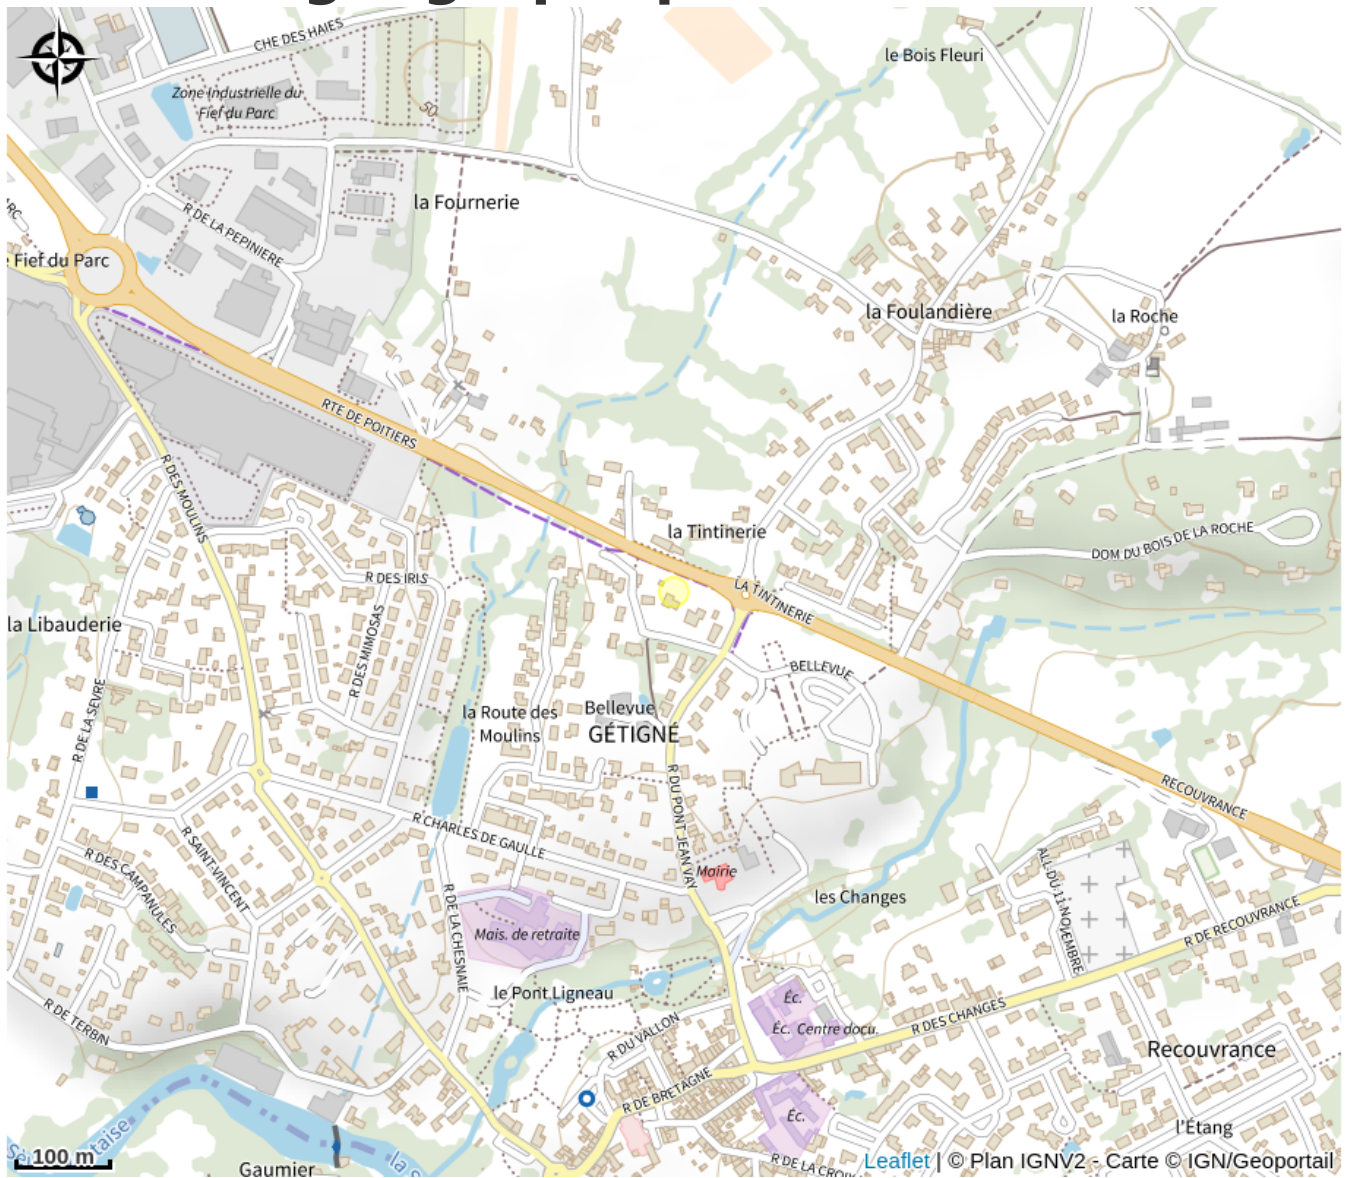 CHE DES HAIES
le Bois Fleuri
Zone Industrielle du
Fief du Parc
50
la Fournerie
R DE LA PEPINIERE
Fief du Parc
la Foulandière
la Roche
RTE DE POITIERS
R DES MOULINS
la Tintinerie
DOM DU BOIS DE LA ROCHE
R DES IRIS
LA TINTINERIE
la Libauderie
R DES MIMOSAS
BELLEVUE
R DE LA SEVRE
la Route des
Moulins
Bellevue
GÉTIGNÉ
R DU PONT JEAN VAY
RECOUVRANCE
R CHARLES DE GAULLE
R SAINT-VINCENT
R DES CAMPANULES
Mairie
ALL DU 11 NOVEMBRE
les Changes
R DE LA CHESNAIE
Mais. de retraite
R DE RECOUVRANCE
le Pont Ligneau
Éc.
Éc. Centre docu.
R DES CHANGES
R DE TERBIN
R DU VALLON
Recouvrance
R DE BRETAGNE
Éc.
l'Étang
100 m
Gaumier
la S
R DE LA CROIX
Leaflet | © Plan IGNV2 - Carte © IGN/Geoportail